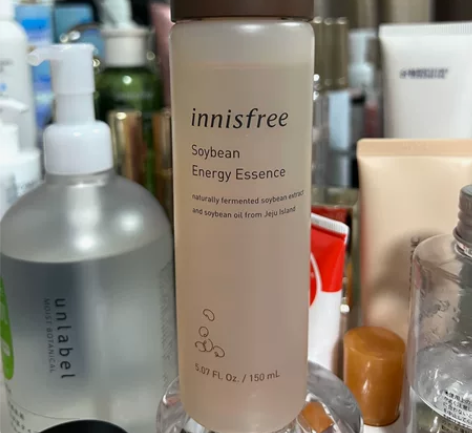 innisfree
Soybean
Energy Essence
naturally fermented soybean extract
and soybean oil from Jeju Island
5.07 Fl. Oz. / 150 mL
unlabel
MOIST BOTANICAL